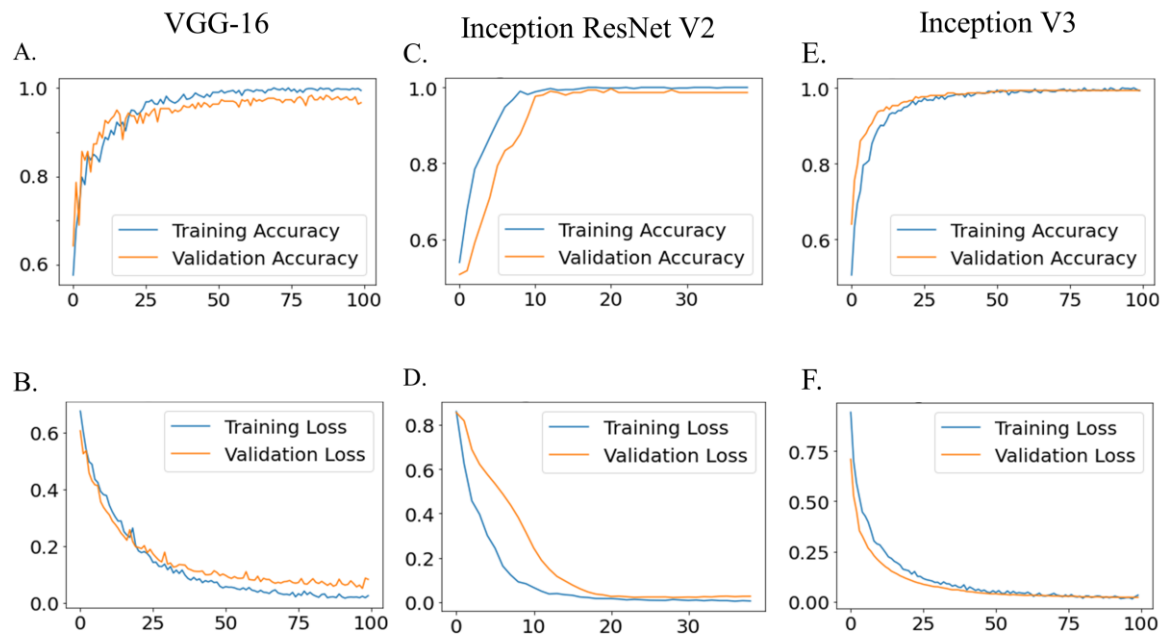 VGG-16
Inception ResNet V2
Inception V3
A.
C.
E.
1.0
0.8
0.6
Training Accuracy
Validation Accuracy
0
25
50
75
100
1.0
0.8
0.6
Training Accuracy
Validation Accuracy
0
10
20
30
1.0
0.8
0.6
Training Accuracy
Validation Accuracy
0
25
50
75
100
B.
D.
F.
0.6
0.4
0.2
0.0
Training Loss
Validation Loss
0
25
50
75
100
0.8
0.6
0.4
0.2
0.0
Training Loss
Validation Loss
0
10
20
30
0.75
0.50
0.25
0.00
Training Loss
Validation Loss
0
25
50
75
100